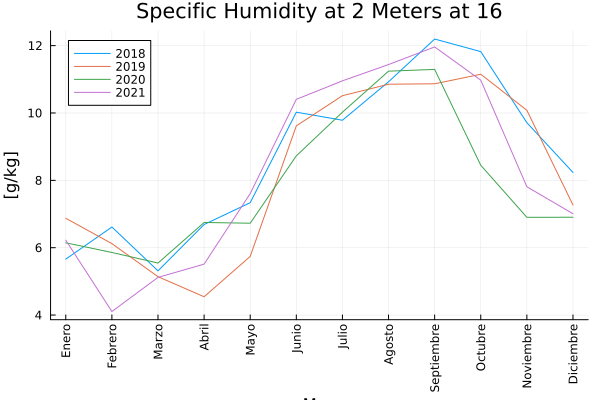 Specific Humidity at 2 Meters at 16
[g/kg]
12
10
8
6
4
2018
2019
2020
2021
Enero
Febrero
Marzo
Abril
Mayo
Junio
Julio
Agosto
Septiembre
Octubre
Noviembre
Diciembre